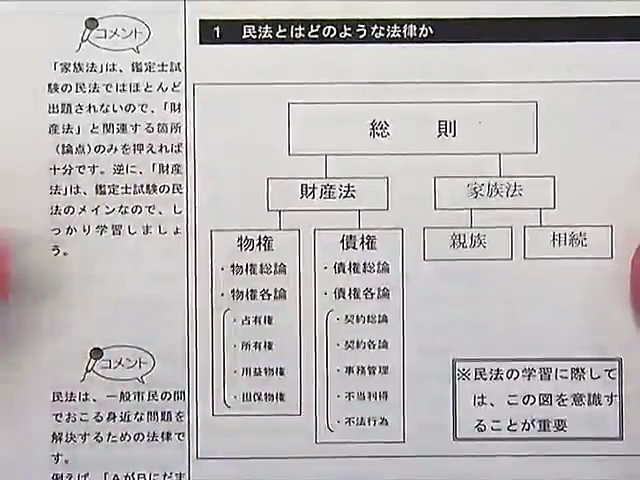 コメント
「家族法」は、鑑定士試
験の民法ではほとんど
出題されないので、「財
産法」と関連する箇所
(論点)のみを押えれば
十分です。逆に、「財産
法」は、鑑定士試験の民
法のメインなので、し
っかり学習しましょ
う。
コメント
民法は、一般市民の間
でおこる身近な問題を
解決するための法律で
す。
例えば、「AがBにだま
1 民法とはどのような法律か
総 則
財産法
家族法
物権
・物権総論
・物権各論
・占有権
・所有権
・用益物権
・担保物権
債権
・債権総論
・債権各論
・契約総論
・契約各論
・事務管理
・不当利得
・不法行為
親族
相続
※民法の学習に際して
は、この図を意識す
ることが重要